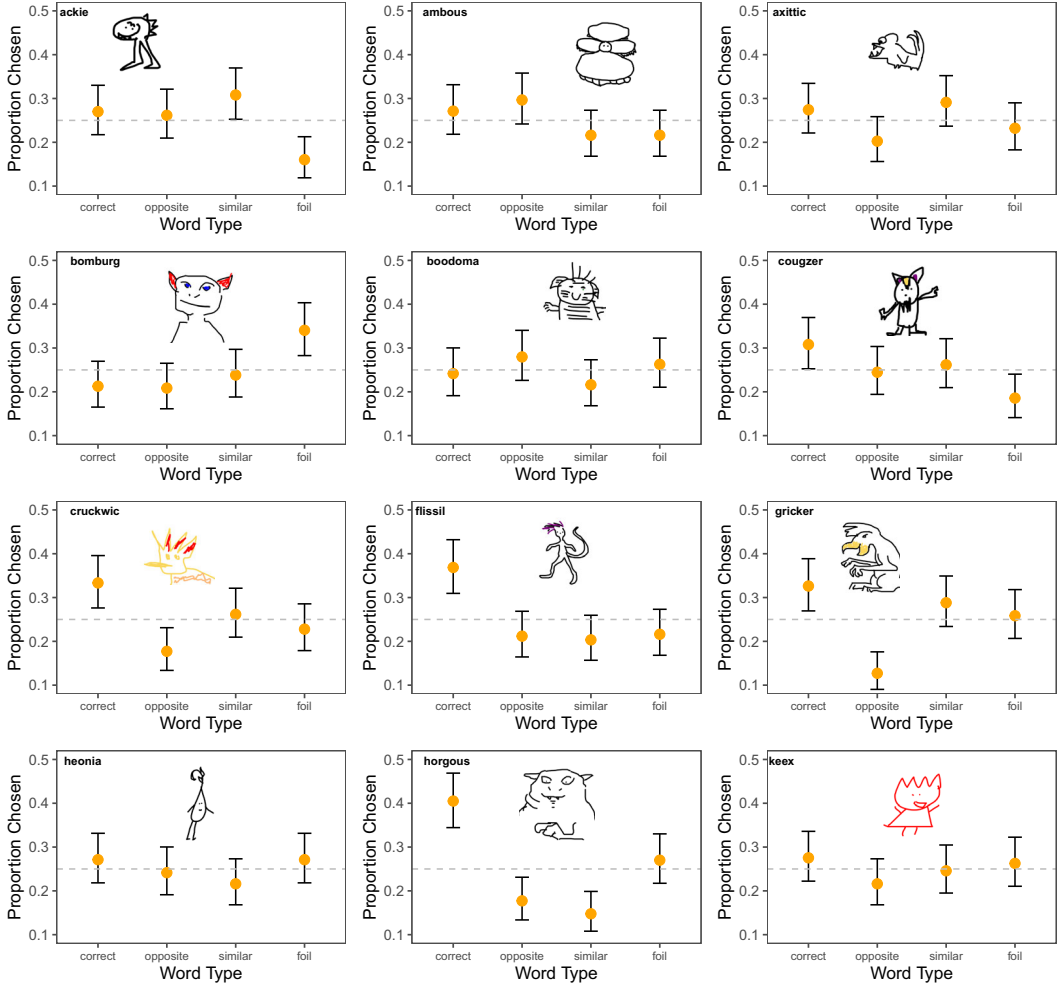 ackie
Proportion Chosen
0.5
0.4
0.3
0.2
0.1
correct opposite similar foil
Word Type
ambous
Proportion Chosen
0.5
0.4
0.3
0.2
0.1
correct opposite similar foil
Word Type
axittic
Proportion Chosen
0.5
0.4
0.3
0.2
0.1
correct opposite similar foil
Word Type
bomburg
Proportion Chosen
0.5
0.4
0.3
0.2
0.1
correct opposite similar foil
Word Type
boodoma
Proportion Chosen
0.5
0.4
0.3
0.2
0.1
correct opposite similar foil
Word Type
cougzer
Proportion Chosen
0.5
0.4
0.3
0.2
0.1
correct opposite similar foil
Word Type
cruckwic
Proportion Chosen
0.5
0.4
0.3
0.2
0.1
correct opposite similar foil
Word Type
flissil
Proportion Chosen
0.5
0.4
0.3
0.2
0.1
correct opposite similar foil
Word Type
gricker
Proportion Chosen
0.5
0.4
0.3
0.2
0.1
correct opposite similar foil
Word Type
heonia
Proportion Chosen
0.5
0.4
0.3
0.2
0.1
correct opposite similar foil
Word Type
horgous
Proportion Chosen
0.5
0.4
0.3
0.2
0.1
correct opposite similar foil
Word Type
keex
Proportion Chosen
0.5
0.4
0.3
0.2
0.1
correct opposite similar foil
Word Type